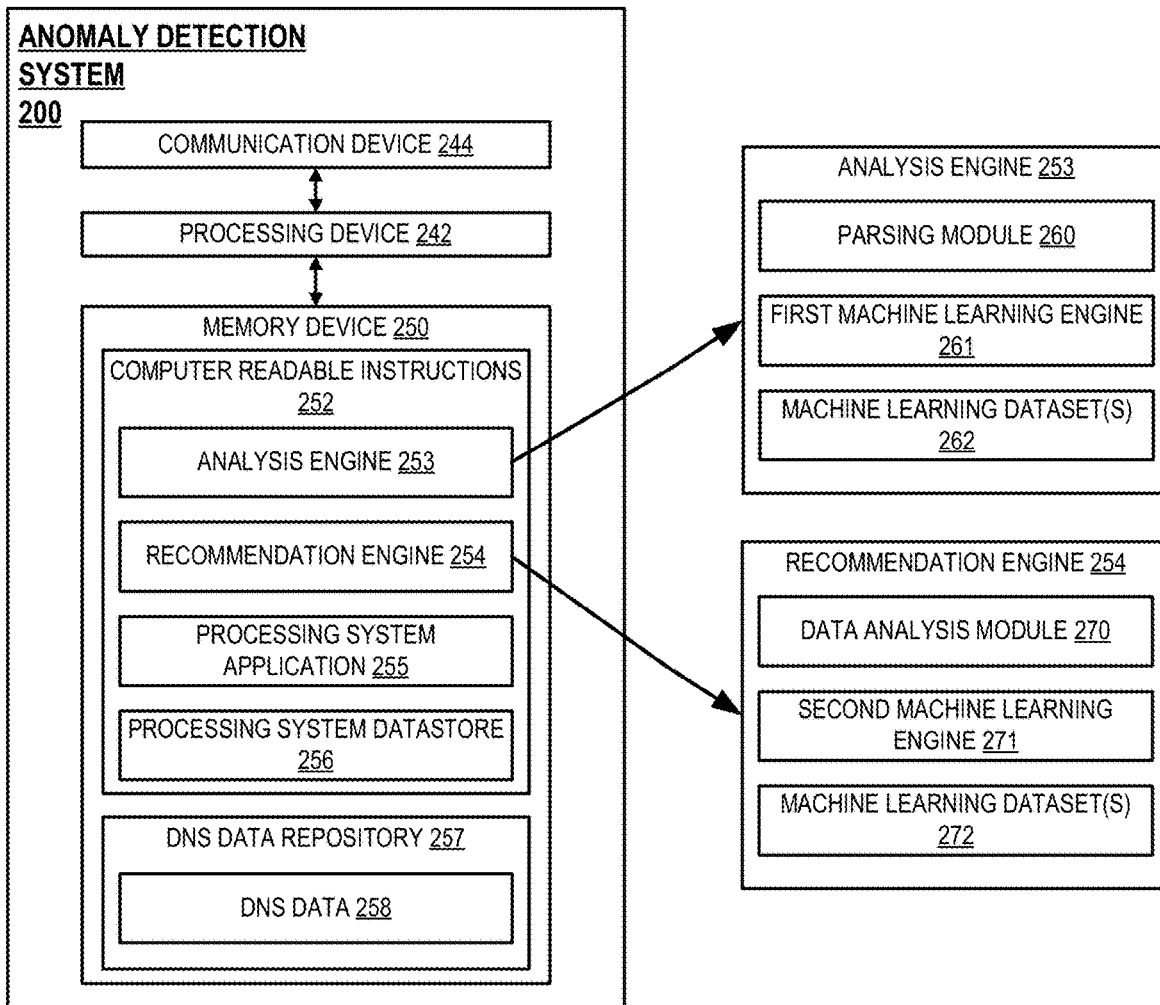 ANOMALY DETECTION
SYSTEM
200
COMMUNICATION DEVICE 244
PROCESSING DEVICE 242
MEMORY DEVICE 250
COMPUTER READABLE INSTRUCTIONS
252
ANALYSIS ENGINE 253
RECOMMENDATION ENGINE 254
PROCESSING SYSTEM
APPLICATION 255
PROCESSING SYSTEM DATASTORE
256
DNS DATA REPOSITORY 257
DNS DATA 258
ANALYSIS ENGINE 253
PARSING MODULE 260
FIRST MACHINE LEARNING ENGINE
261
MACHINE LEARNING DATASET(S)
262
RECOMMENDATION ENGINE 254
DATA ANALYSIS MODULE 270
SECOND MACHINE LEARNING
ENGINE 271
MACHINE LEARNING DATASET(S)
272